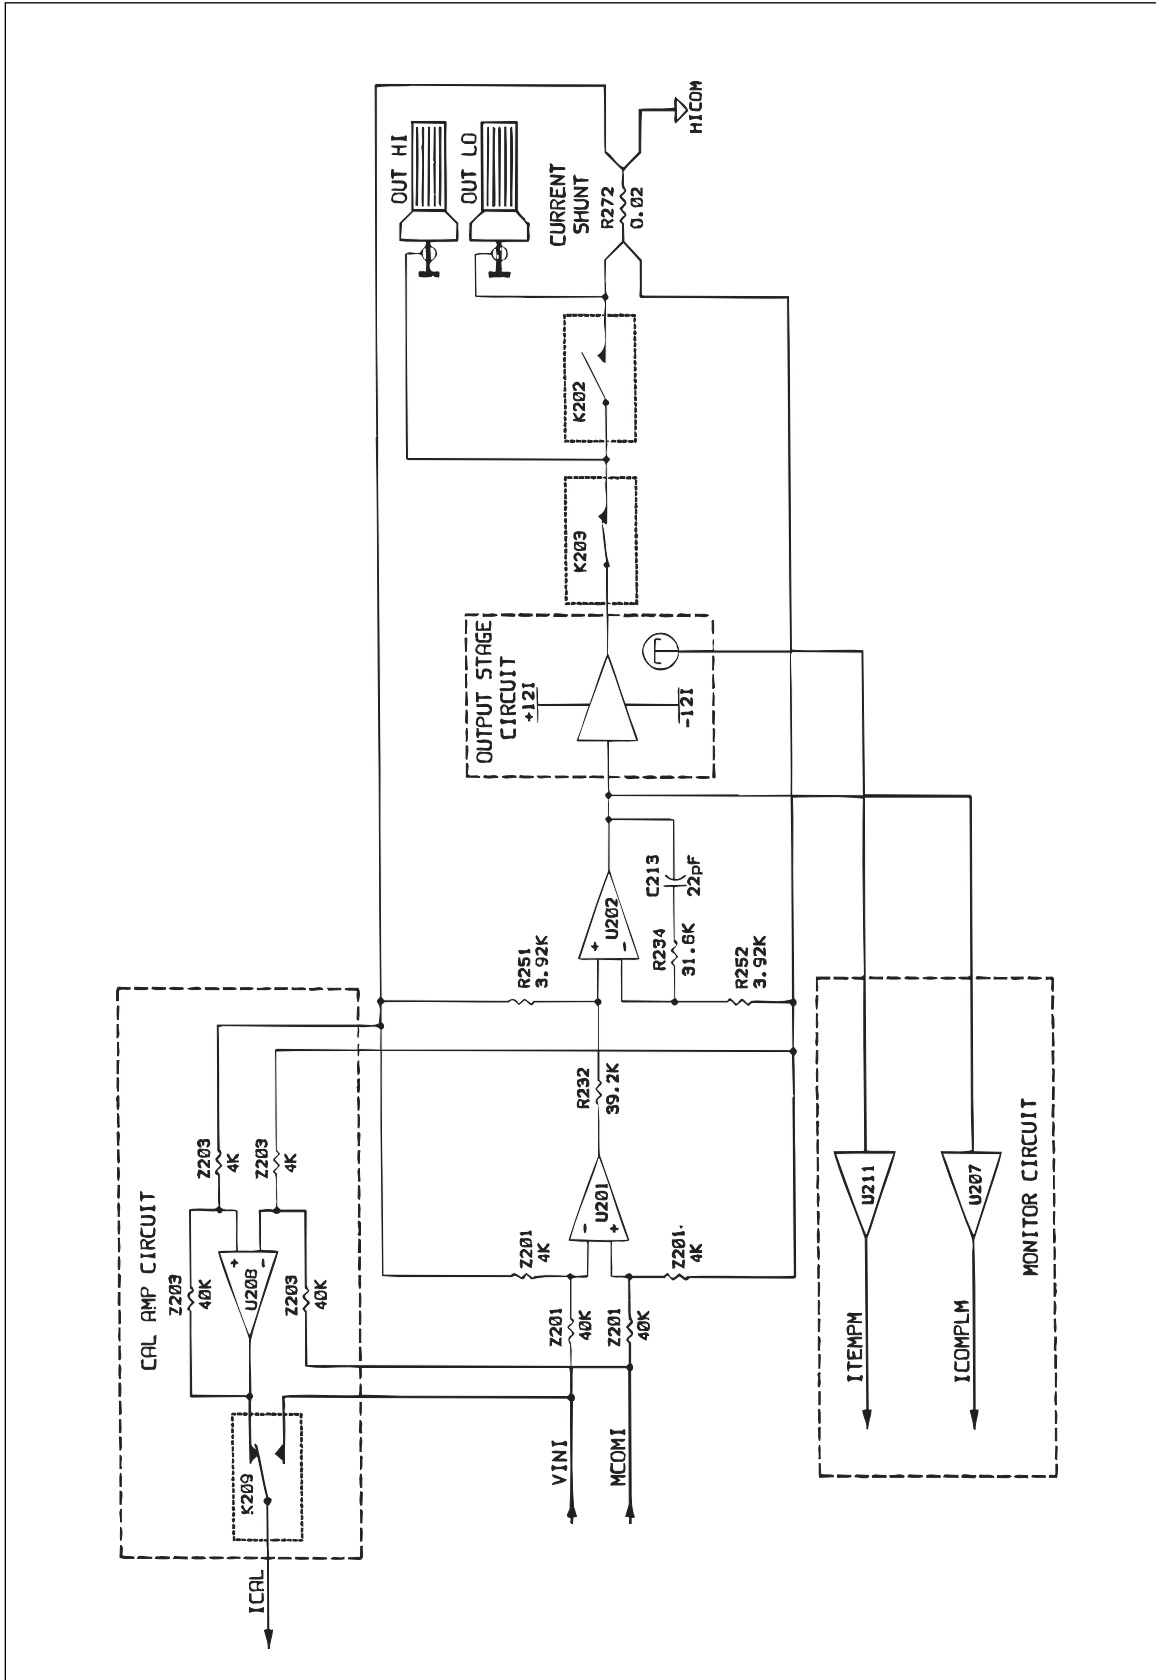 OUT HI
OUT LO
CURRENT
SHUNT
R272
0.02
HICOM
K202
K203
OUTPUT STAGE
CIRCUIT
+12I
-12I
U202
+
-
C213
22pF
R234
31.6K
R251
3.92K
R252
3.92K
R232
39.2K
U201
-
+
Z201
4K
Z201
4K
Z201
40K
Z201
40K
VINI
MCOMI
CAL AMP CIRCUIT
Z203
4K
Z203
4K
U208
+
-
Z203
40K
Z203
40K
K209
ICAL
MONITOR CIRCUIT
U211
U207
ITEMPM
ICOMPLM